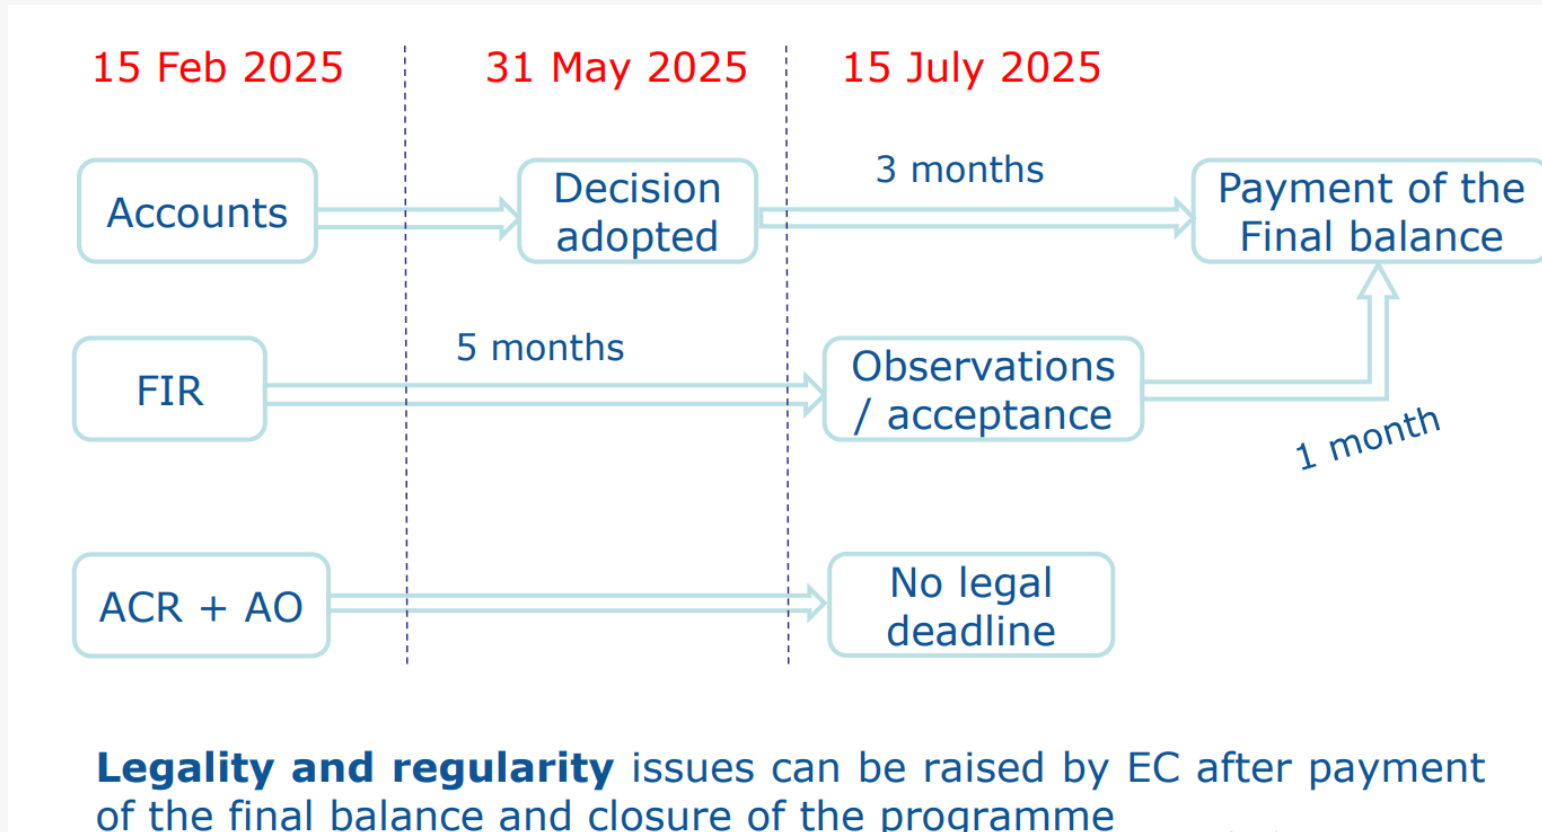 15 Feb 2025
31 May 2025
15 July 2025
Accounts
Decision
adopted
3 months
Payment of the
Final balance
FIR
5 months
Observations
/ acceptance
1 month
ACR + AO
No legal
deadline
Legality and regularity issues can be raised by EC after payment
of the final balance and closure of the programme